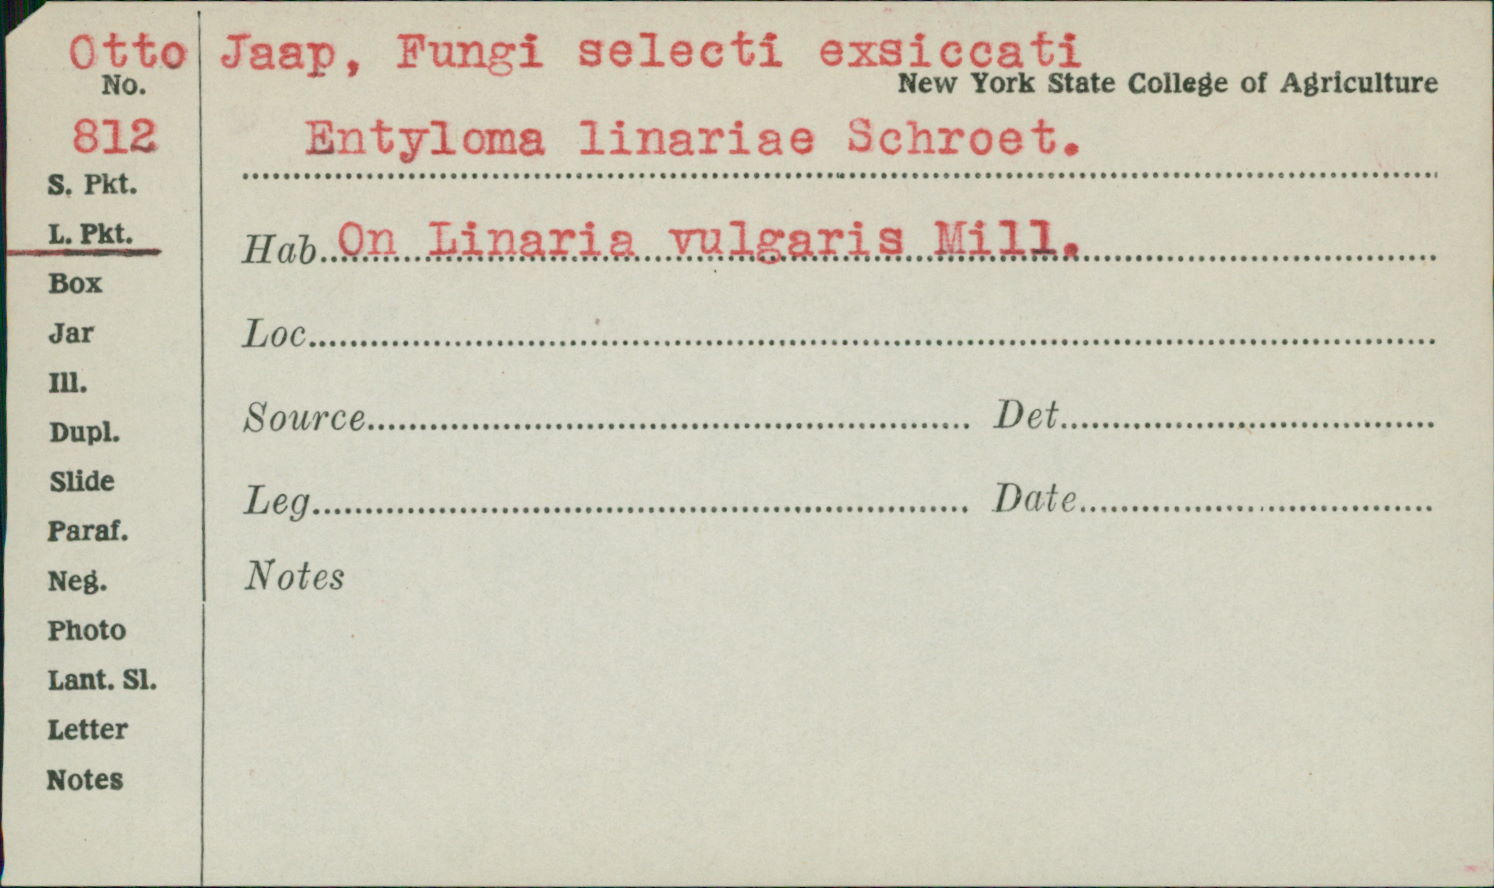 Otto Jaap, Fungi selecti exsiccati
No.
New York State College of Agriculture
812
Entyloma linariae Schroet.
S. Pkt.
L. Pkt.
Hab. On Linaria vulgaris Mill.
Box
Jar
Loc.
Ill.
Dupl.
Source
Det.
Slide
Leg.
Date
Paraf.
Neg.
Notes
Photo
Lant. Sl.
Letter
Notes